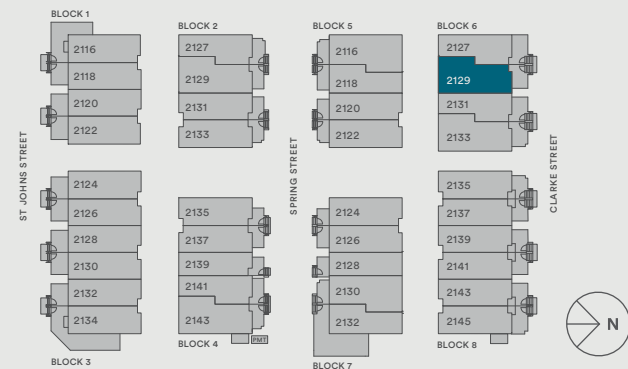 BLOCK 1
2116
2118
2120
2122
BLOCK 2
2127
2129
2131
2133
BLOCK 5
2116
2118
2120
2122
BLOCK 6
2127
2129
2131
2133
ST JOHNS STREET
SPRING STREET
CLARKE STREET
2124
2126
2128
2130
2132
2134
BLOCK 3
2135
2137
2139
2141
2143
BLOCK 4
PMT
2124
2126
2128
2130
2132
BLOCK 7
2135
2137
2139
2141
2143
2145
BLOCK 8
N